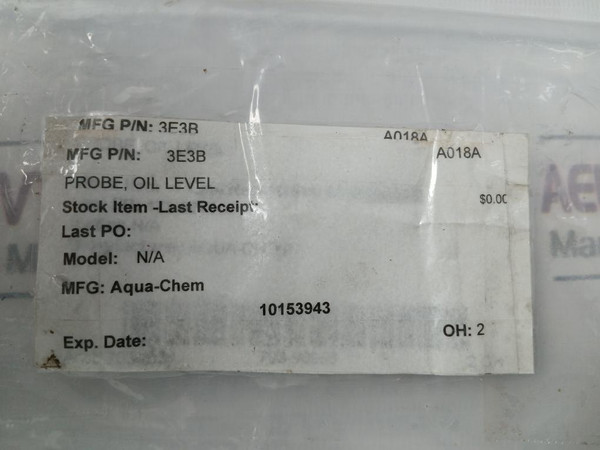 MFG P/N: 3E3B A018A
MFG P/N: 3E3B A018A
PROBE, OIL LEVEL
Stock Item -Last Receipt: $0.00
Last PO:
Model: N/A
MFG: Aqua-Chem
10153943
Exp. Date: OH: 2